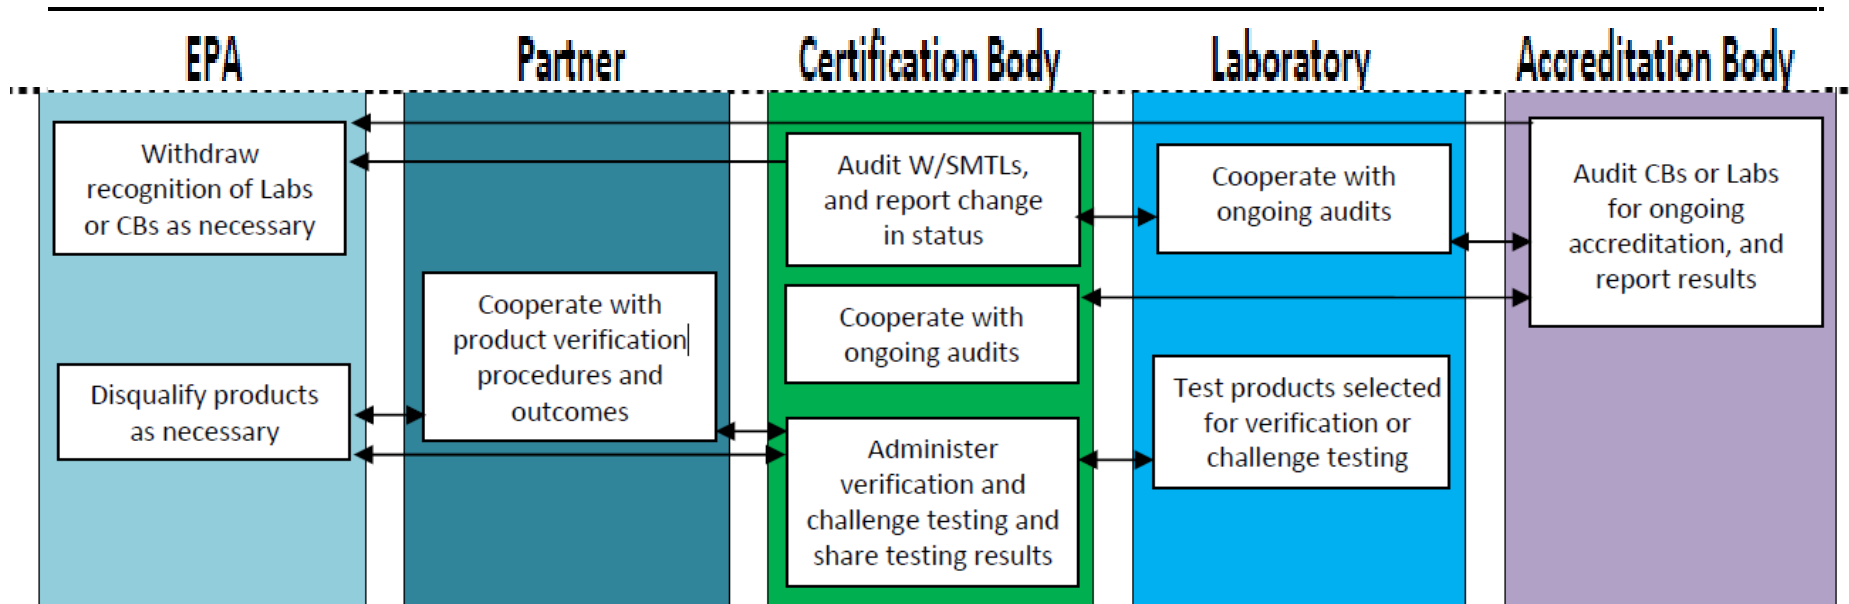 EPA
Partner
Certification Body
Laboratory
Accreditation Body
Withdraw
recognition of Labs
or CBs as necessary
Disqualify products
as necessary
Cooperate with
product verification
procedures and
outcomes
Audit W/SMTLs,
and report change
in status
Cooperate with
ongoing audits
Administer
verification and
challenge testing and
share testing results
Cooperate with
ongoing audits
Test products selected
for verification or
challenge testing
Audit CBs or Labs
for ongoing
accreditation, and
report results